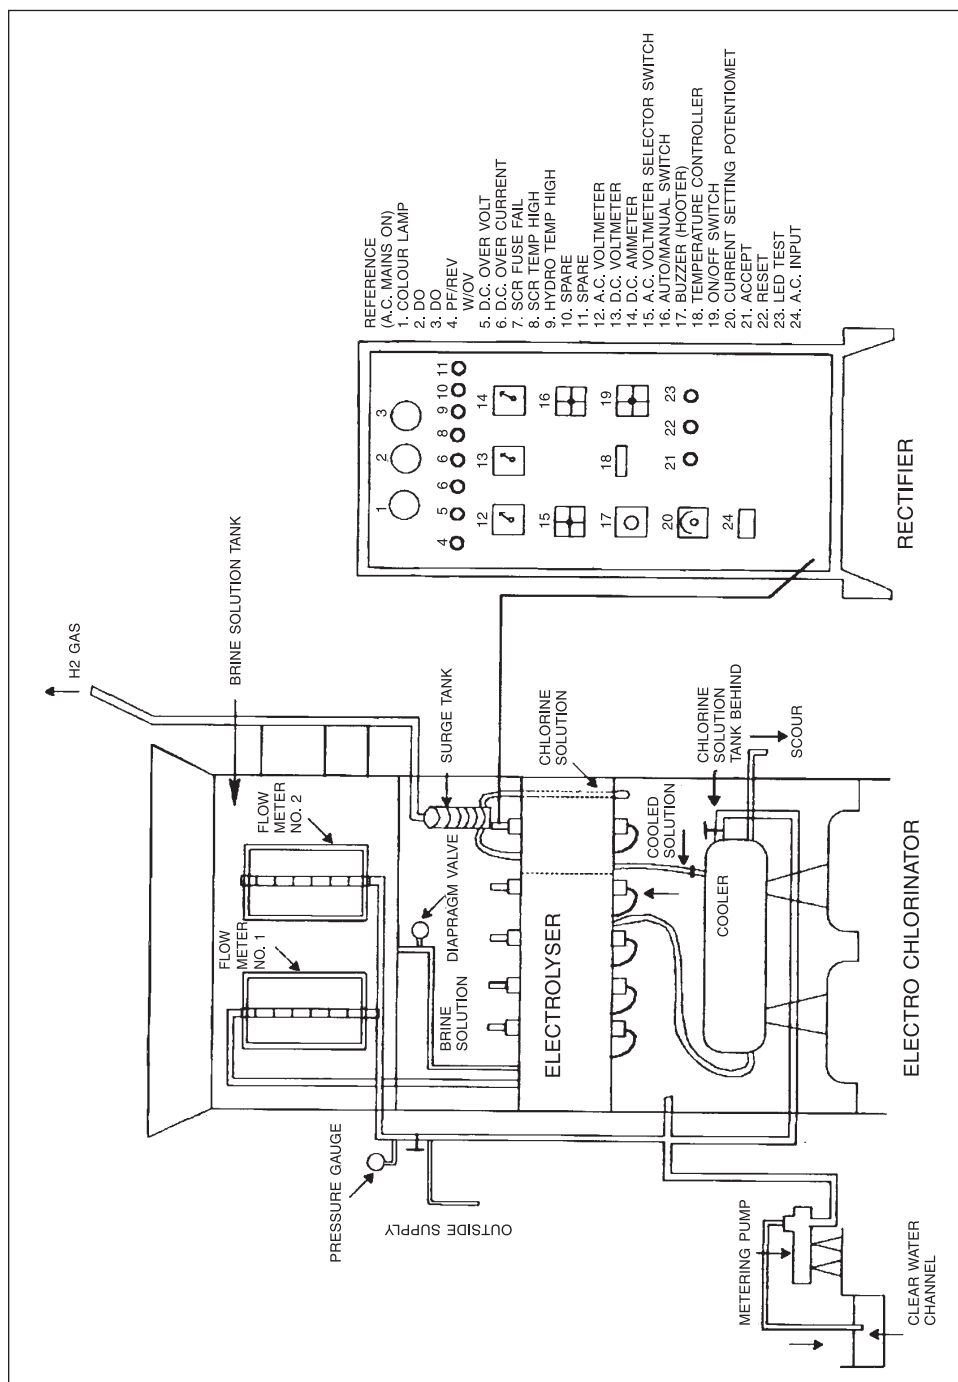 H2 GAS
BRINE SOLUTION TANK
FLOW
METER
NO. 2
FLOW
METER
NO. 1
SURGE TANK
DIAPRAGM VALVE
BRINE
SOLUTION
CHLORINE
SOLUTION
ELECTROLYSER
COOLED
SOLUTION
COOLER
CHLORINE
SOLUTION
TANK BEHIND
SCOUR
ELECTRO CHLORINATOR
PRESSURE GAUGE
OUTSIDE SUPPLY
METERING PUMP
CLEAR WATER
CHANNEL
1 2 3
4 5 6 6 8 9 10 11
12 13 14
15 16
17 18 19
20 21 22 23
24
RECTIFIER
REFERENCE
(A.C. MAINS ON)
1. COLOUR LAMP
2. DO
3. DO
4. PF/REV
W/OV
5. D.C. OVER VOLT
6. D.C. OVER CURRENT
7. SCR FUSE FAIL
8. SCR TEMP HIGH
9. HYDRO TEMP HIGH
10. SPARE
11. SPARE
12. A.C. VOLTMETER
13. D.C. VOLTMETER
14. D.C. AMMETER
15. A.C. VOLTMETER SELECTOR SWITCH
16. AUTO/MANUAL SWITCH
17. BUZZER (HOOTER)
18. TEMPERATURE CONTROLLER
19. ON/OFF SWITCH
20. CURRENT SETTING POTENTIOMET
21. ACCEPT
22. RESET
23. LED TEST
24. A.C. INPUT